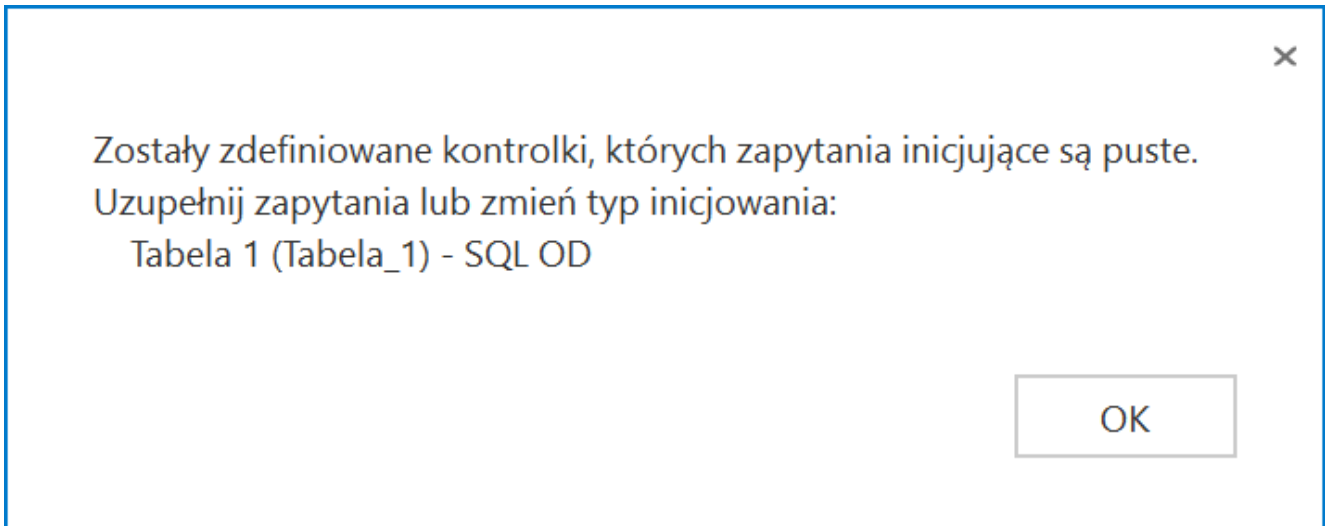 Zostały zdefiniowane kontrolki, których zapytania inicjujące są puste.
Uzupełnij zapytania lub zmień typ inicjowania:
Tabela 1 (Tabela_1) - SQL OD
OK